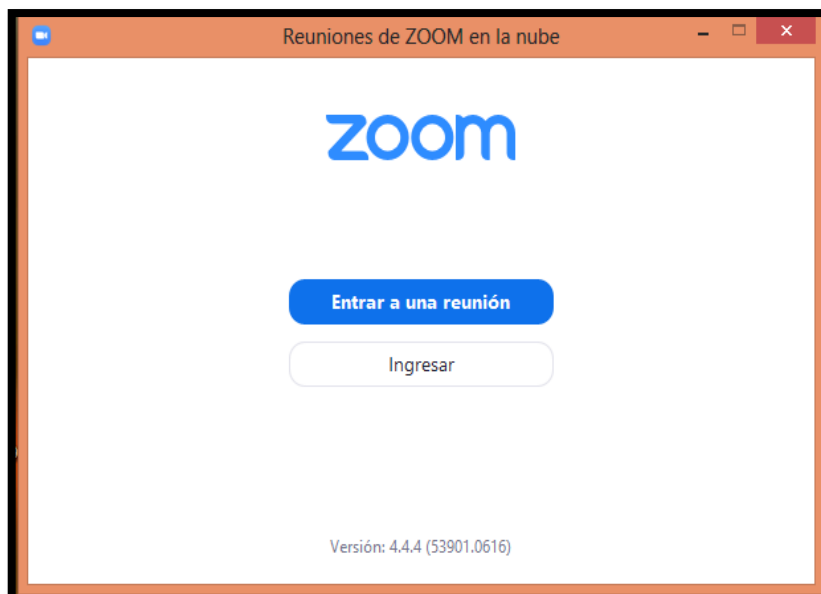 Reuniones de ZOOM en la nube
zoom
Entrar a una reunión
Ingresar
Versión: 4.4.4 (53901.0616)